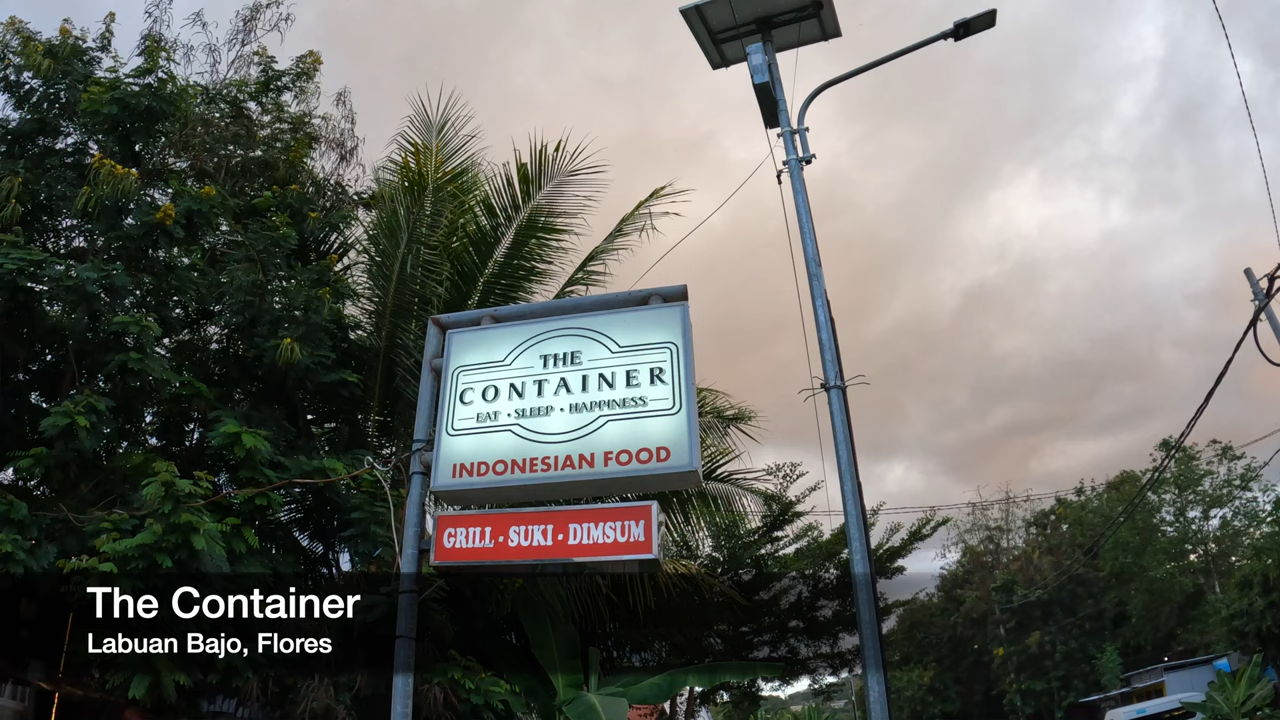 THE
CONTAINER
EAT • SLEEP • HAPPINESS
INDONESIAN FOOD
GRILL - SUKI - DIMSUM
The Container
Labuan Bajo, Flores